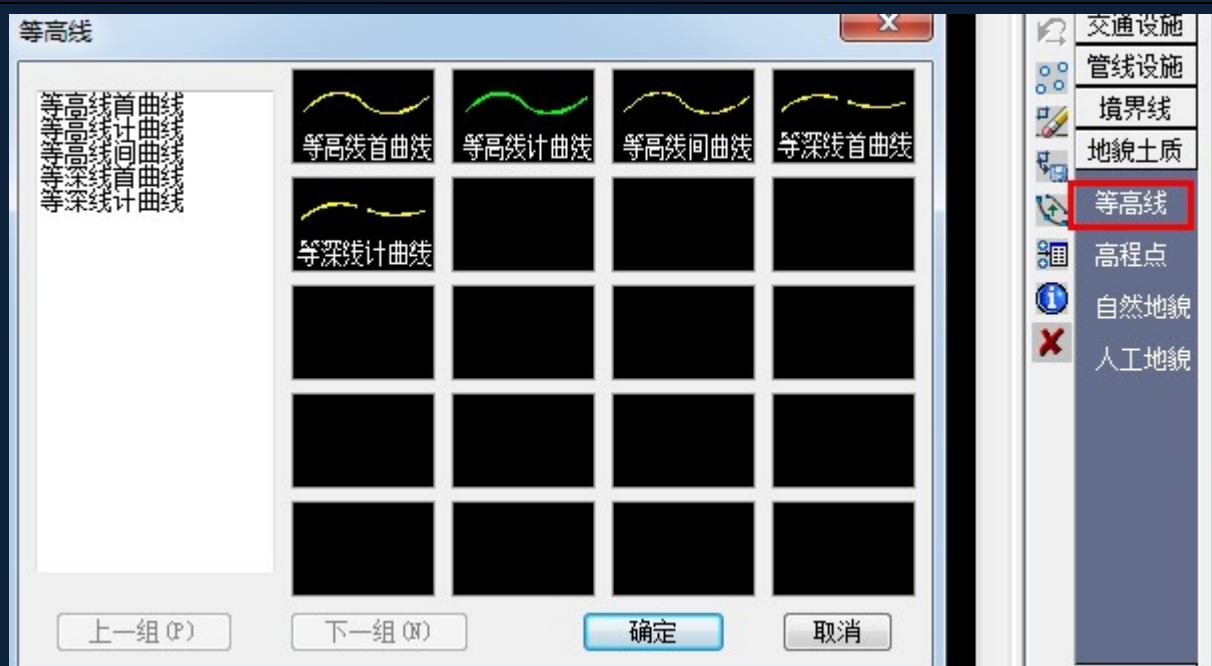 等高线
等高线首曲线
等高线计曲线
等高线间曲线
等深线首曲线
等深线计曲线
等高线首曲线
等高线计曲线
等高线间曲线
等深线首曲线
等深线计曲线
上一组(P)
下一组(N)
确定
取消
交通设施
管线设施
境界线
地貌土质
等高线
高程点
自然地貌
人工地貌